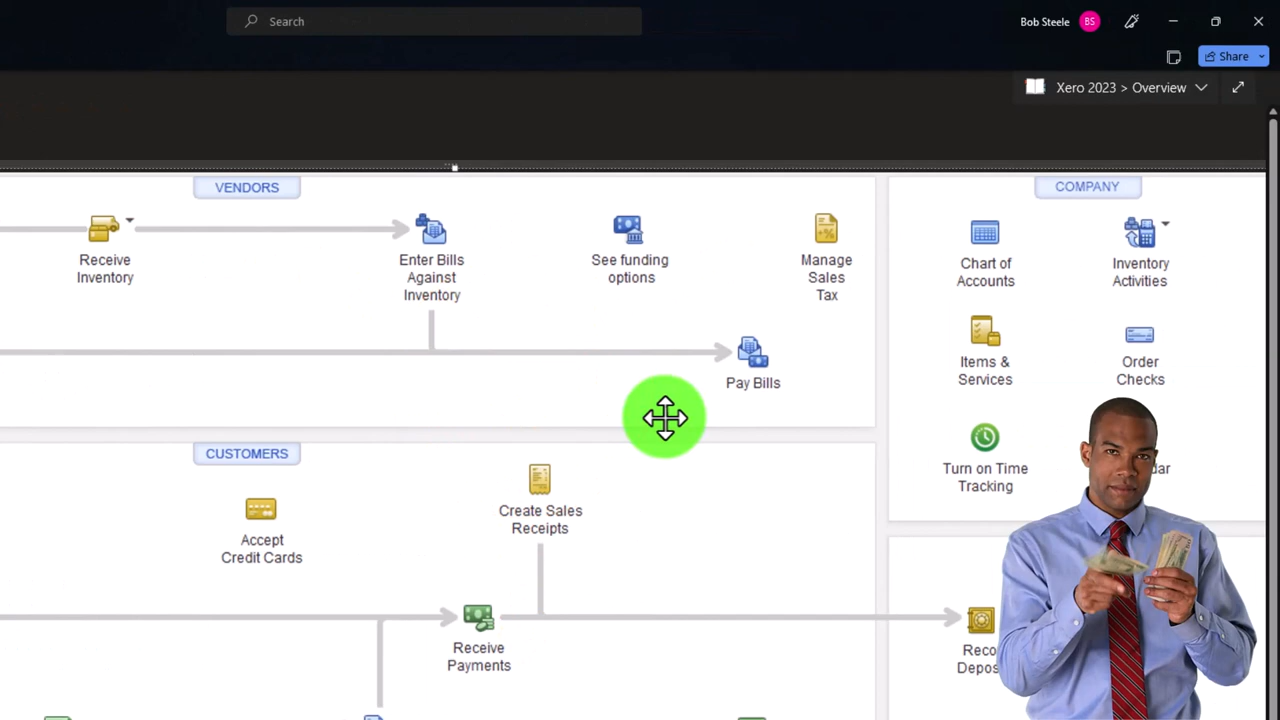 Search
Bob Steele BS
Share
Xero 2023 > Overview
VENDORS
COMPANY
Receive
Inventory
Enter Bills
Against
Inventory
See funding
options
Manage
Sales
Tax
Chart of
Accounts
Inventory
Activities
Pay Bills
Items &
Services
Order
Checks
CUSTOMERS
Turn on Time
Tracking
Create Sales
Receipts
Accept
Credit Cards
Receive
Payments